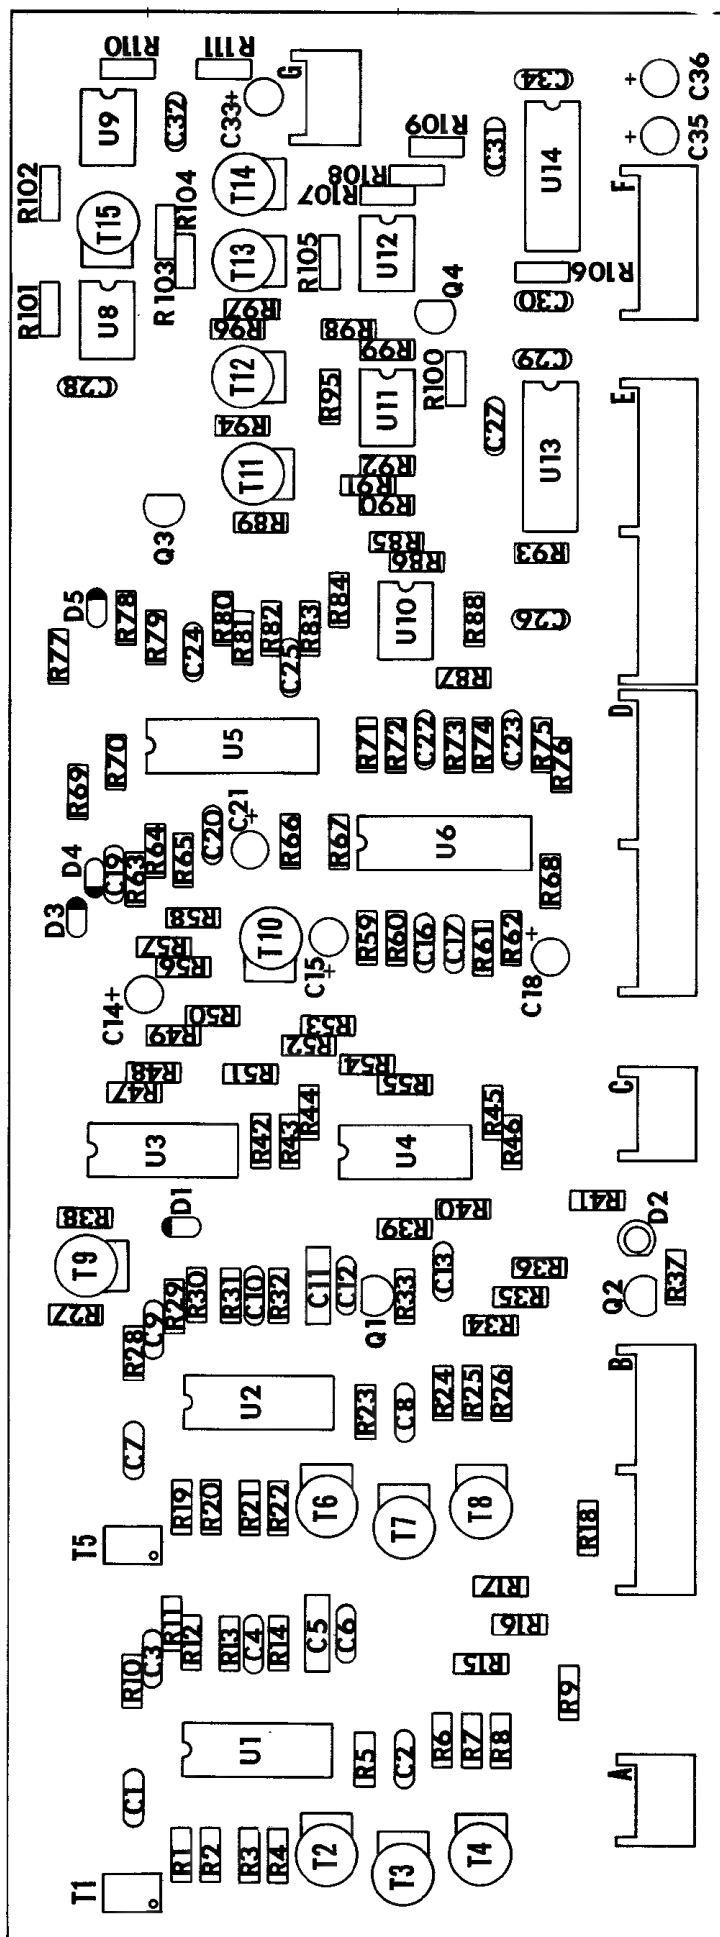 R110
R111
G
C34
C36
U9
C32
C33+
+
R109
C31
+
C35
R102
T14
R108
R107
U14
F
T15
R104
R103
T13
R105
U12
R106
R101
U8
R97
R96
R98
R99
Q4
C30
C28
T12
R95
U11
R100
C29
E
R94
C27
T11
R92
R91
R90
U13
Q3
R89
R85
R86
R93
D5
R77
R78
R79
C24
R80
R81
R82
C25
R83
R84
U10
R88
C26
R87
D
U5
R71
R72
C22
R73
R74
C23
R75
R76
R69
R70
D4
C19
R63
R64
R65
C20
C21
+
R66
R67
U6
R68
D3
R58
R57
R56
T10
C15
+
R59
R60
C16
C17
R61
R62
+
C18
C14+
R50
R49
R53
R52
R48
R47
R51
R54
R55
C
U3
R42
R43
R44
U4
R45
R46
R38
D1
R39
R40
R41
D2
T9
R27
R28
C9
R29
R30
R31
C10
R32
C11
C12
Q1
R33
C13
R36
R35
R34
Q2
R37
B
U2
R23
C8
R24
R25
R26
C7
T5
R19
R20
R21
R22
T6
T7
T8
R18
R17
R16
R15
R10
C3
R11
R12
R13
C4
R14
C5
C6
R9
U1
R5
C2
R6
R7
R8
A
C1
T1
R1
R2
R3
R4
T2
T3
T4